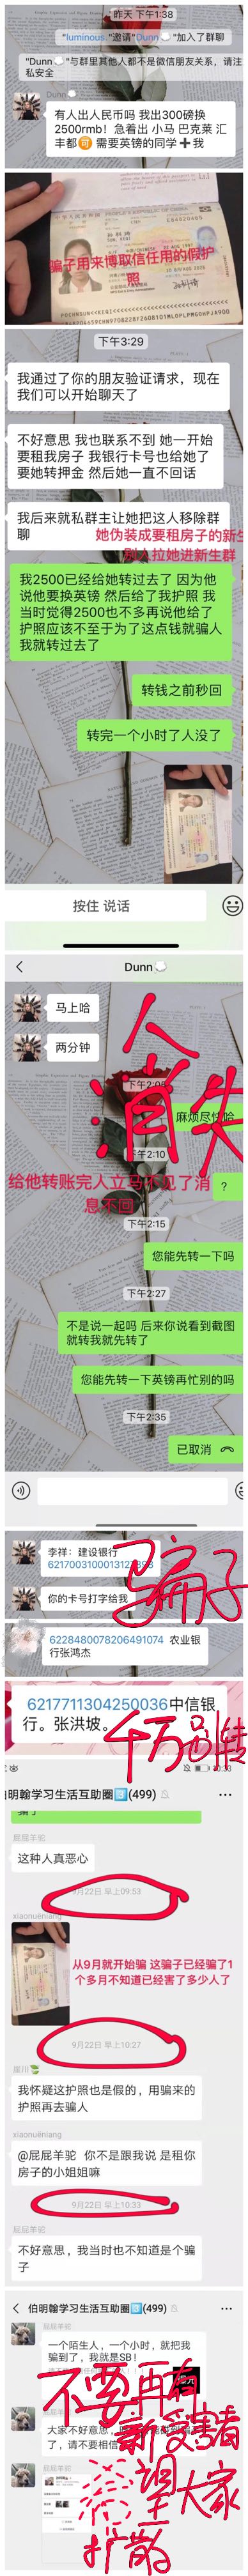 昨天 下午1:38
"luminous."邀请"Dunn☁️"加入了群聊
"Dunn☁️"与群里其他人都不是微信朋友关系，请注
私安全
Dunn☁️
有人出人民币吗 我出300磅换
2500rmb！急着出 小马 巴克莱 汇
丰都🉑 需要英镑的同学➕我
骗子用来博取信任用的假护
照
下午3:29
我通过了你的朋友验证请求，现在
我们可以开始聊天了
不好意思 我也联系不到 她一开始
要租我房子 我银行卡号也给她了
要她转押金 然后她一直不回话
我后来就私群主让她把这人移除群
聊
她伪装成要租房子的新生
别人拉她进新生群
我2500已经给她转过去了 因为他
说他要换英镑 然后给了我护照 我
当时觉得2500也不多再说他给了
护照应该不至于为了这点钱就骗人
我就转过去了
转钱之前秒回
转完一个小时了人没了
按住 说话
Dunn☁️
马上哈
两分钟
人
消失
下午2:05
麻烦尽快哈
下午2:10
给他转账完人立马不见了消
息不回
?
下午2:15
您能先转一下吗
下午2:27
不是说一起吗 后来你说看到截图
就转我就先转了
您能先转一下英镑再忙别的吗
下午2:35
已取消
李祥：建设银行
骗子
你的卡号打字给我
6228480078206491074 农业银
行张鸿杰
6217711304250036中信银
行。张洪坡。
千万别转
伯明翰学习生活互助圈3️⃣(499)
屁屁羊驼
这种人真恶心
9月22日 早上09:53
xiaonuêniang
从9月就开始骗 这骗子已经骗了1
个多月不知道已经害了多少人了
9月22日 早上10:27
崖川
我怀疑这护照也是假的，用骗来的
护照再去骗人
xiaonuêniang
@屁屁羊驼 你不是跟我说 是租你
房子的小姐姐嘛
9月22日 早上10:33
屁屁羊驼
不好意思，我当时也不知道是个骗
子
伯明翰学习生活互助圈3️⃣(499)
屁屁羊驼
一个陌生人，一个小时，就把我
骗到了，我就是SB！
不要再有
新受害者
大家不好意思
了，请不要相信
望大家
扩散